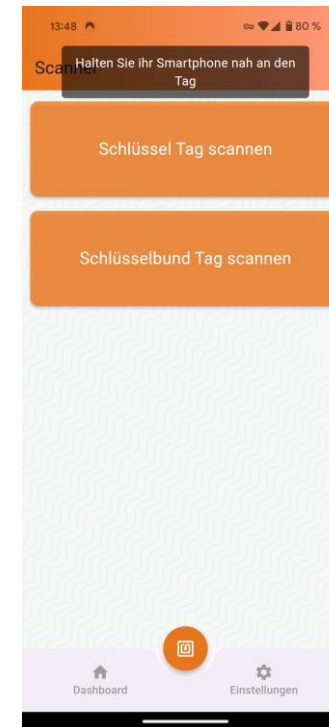 13:48 80 %
Scanner
Halten Sie ihr Smartphone nah an den
Tag
Schlüssel Tag scannen
Schlüsselbund Tag scannen
Dashboard
Einstellungen